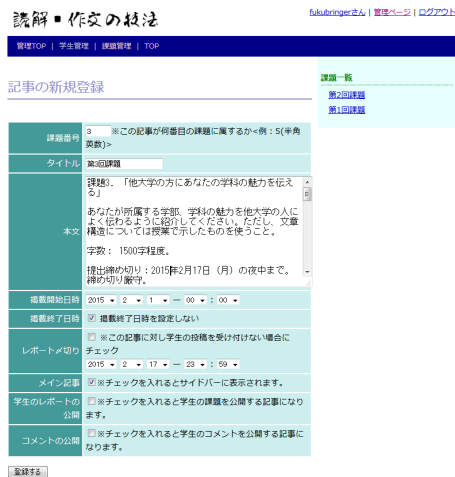 読解・作文の技法
fukubringerさん | 管理ページ | ログアウト
管理TOP | 学生管理 | 課題管理 | TOP
記事の新規登録
課題番号
3 ※この記事が何番目の課題に属するか<例：5(半角
英数)>
タイトル
第3回課題
本文
課題3. 「他大学の方にあなたの学科の魅力を伝え
る」
あなたが所属する学部、学科の魅力を他大学の人に
よく伝わるように紹介してください。ただし、文章
構造については授業で示したものを使うこと。
字数： 1500字程度。
提出締め切り：2015年2月17日（月）の夜中まで。
締め切り厳守。
掲載開始日時
2015 2 1 ー 00 : 00
掲載終了日時
掲載終了日時を設定しない
レポート〆切り
※この記事に対し学生の投稿を受け付けない場合に
チェック
2015 2 17 ー 23 : 59
メイン記事
※チェックを入れるとサイドバーに表示されます。
学生のレポートの
公開
※チェックを入れると学生の課題を公開する記事になり
ます。
コメントの公開
※チェックを入れると学生のコメントを公開する記事に
なります。
登録する
課題一覧
第2回課題
第1回課題